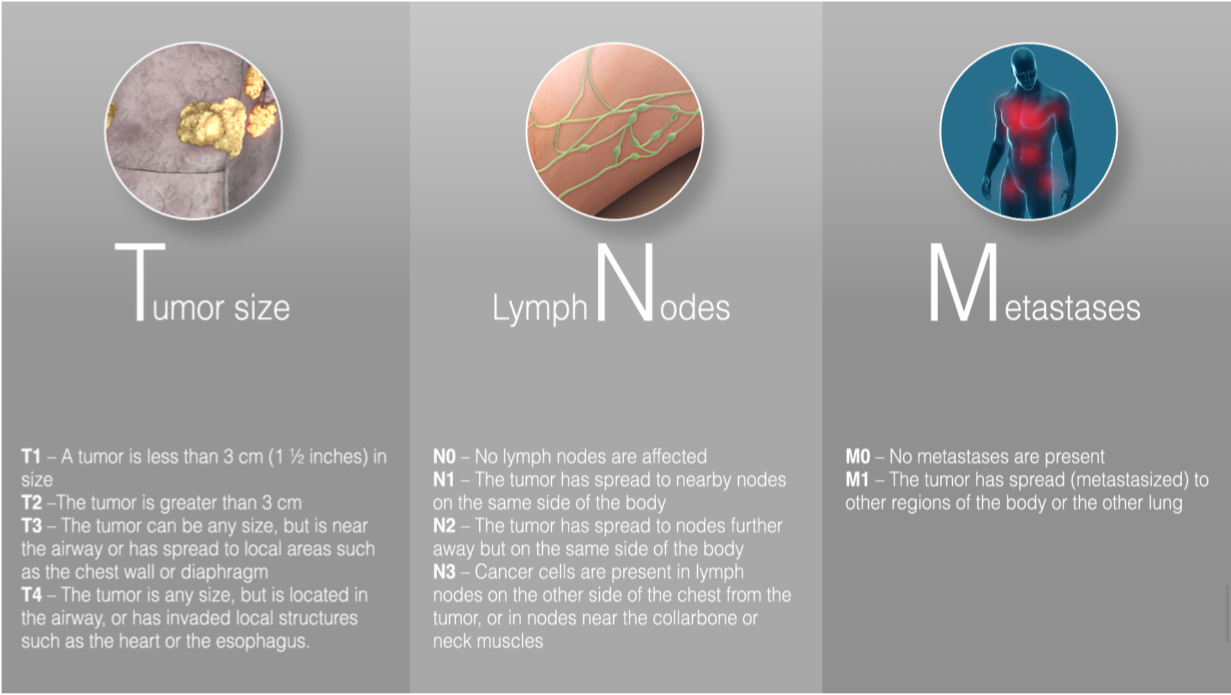 Tumor size
T1 – A tumor is less than 3 cm (1 ½ inches) in
size
T2 –The tumor is greater than 3 cm
T3 – The tumor can be any size, but is near
the airway or has spread to local areas such
as the chest wall or diaphragm
T4 – The tumor is any size, but is located in
the airway, or has invaded local structures
such as the heart or the esophagus.
Lymph Nodes
N0 – No lymph nodes are affected
N1 – The tumor has spread to nearby nodes
on the same side of the body
N2 – The tumor has spread to nodes further
away but on the same side of the body
N3 – Cancer cells are present in lymph
nodes on the other side of the chest from the
tumor, or in nodes near the collarbone or
neck muscles
Metastases
M0 – No metastases are present
M1 – The tumor has spread (metastasized) to
other regions of the body or the other lung